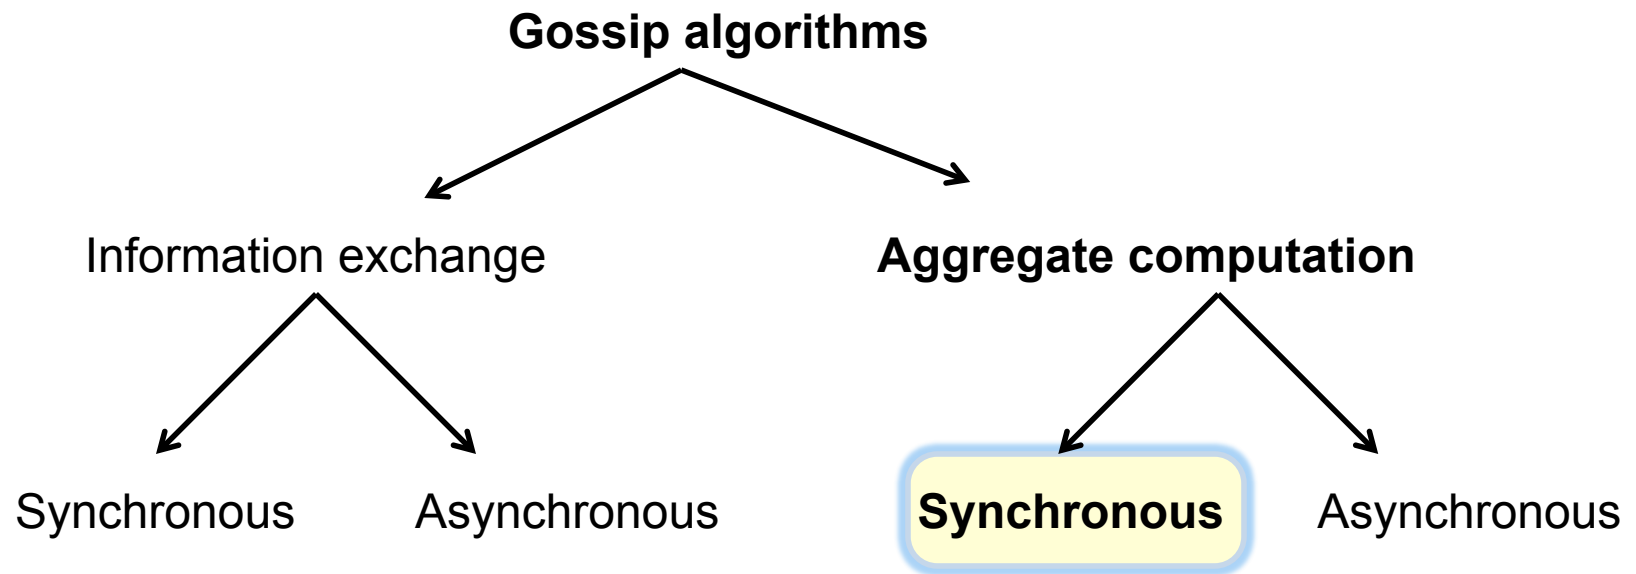 Gossip algorithms
Information exchange
Aggregate computation
Synchronous
Asynchronous
Synchronous
Asynchronous